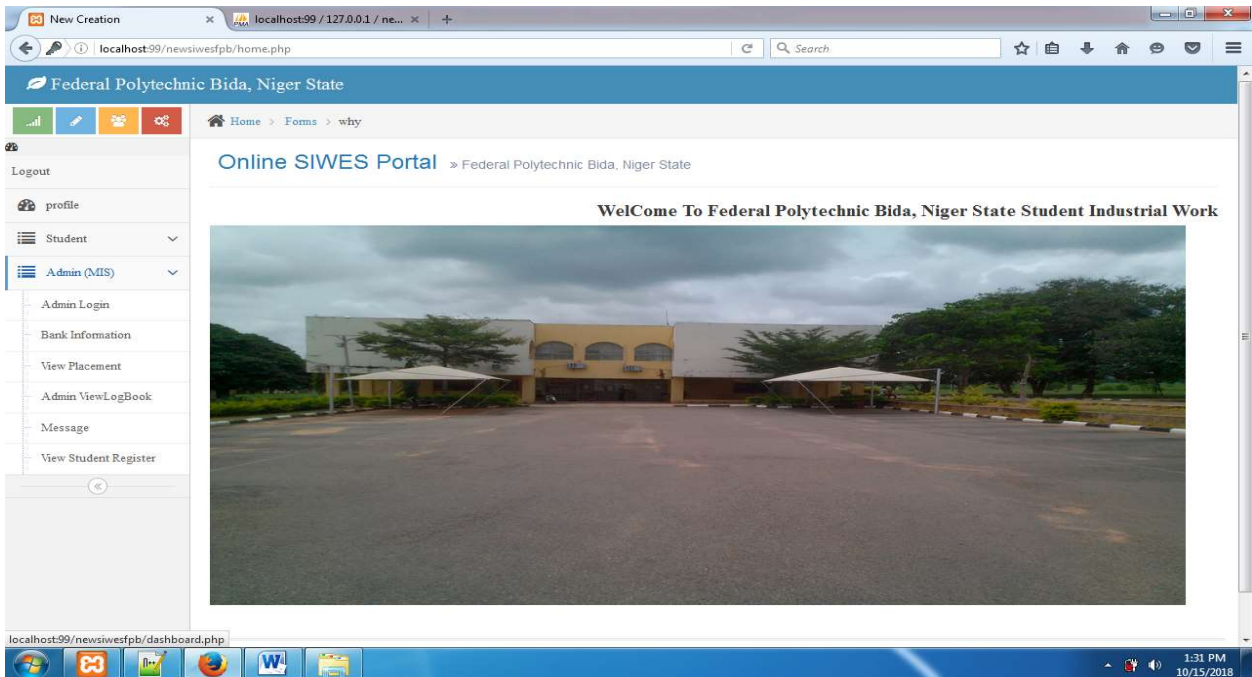 New Creation
localhost:99 / 127.0.0.1 / ne...
localhost:99/newsiwesfpb/home.php
Search
Federal Polytechnic Bida, Niger State
Home > Forms > why
Logout
Online SIWES Portal » Federal Polytechnic Bida, Niger State
profile
WelCome To Federal Polytechnic Bida, Niger State Student Industrial Work
Student
Admin (MIS)
Admin Login
Bank Information
View Placement
Admin ViewLogBook
Message
View Student Register
localhost:99/newsiwesfpb/dashboard.php
1:31 PM
10/15/2018